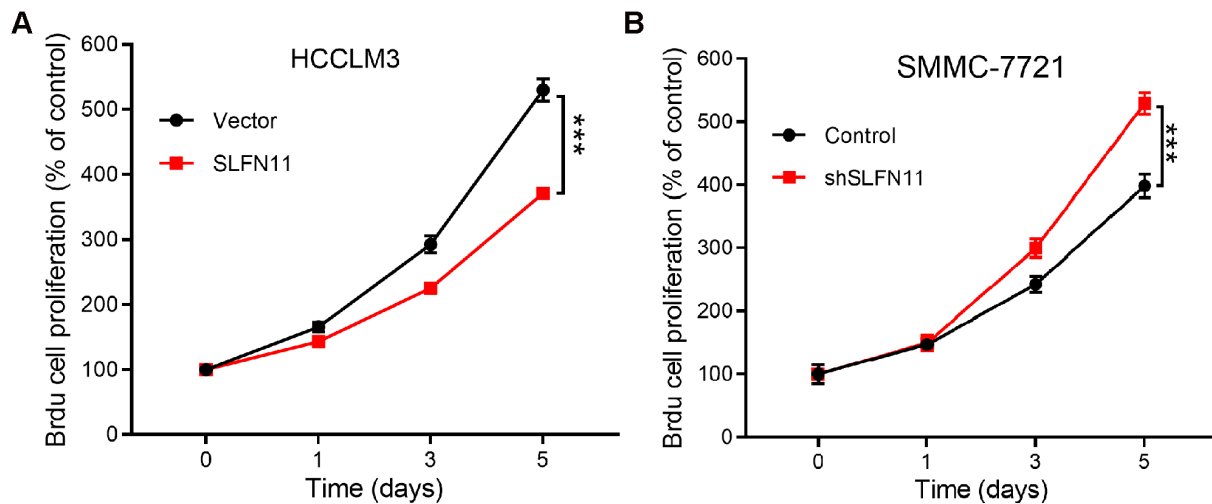 A
HCCLM3
Brdu cell proliferation (% of control)
600
500
400
300
200
100
0
Vector
SLFN11
***
0 1 3 5
Time (days)
B
SMMC-7721
Brdu cell proliferation (% of control)
600
500
400
300
200
100
0
Control
shSLFN11
***
0 1 3 5
Time (days)